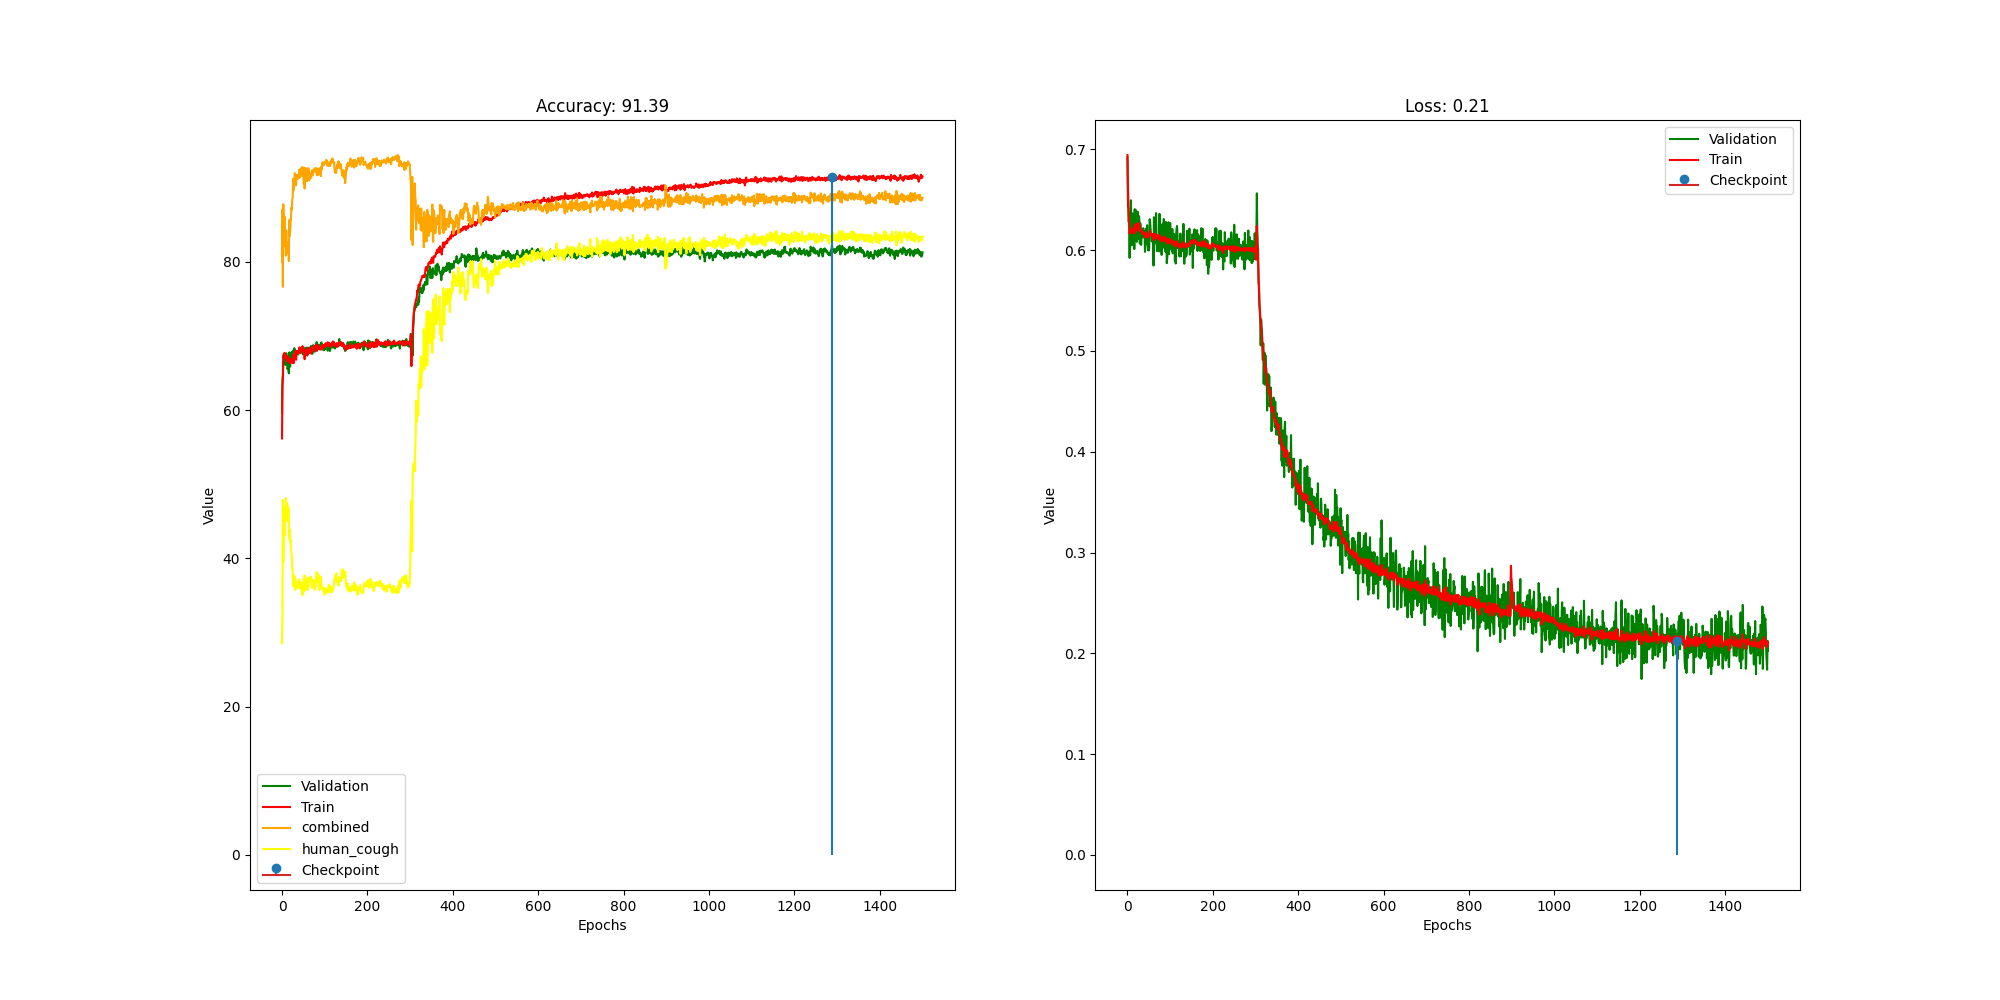 Accuracy: 91.39
Value
80
60
40
20
0
Validation
Train
combined
human_cough
Checkpoint
0 200 400 600 800 1000 1200 1400
Epochs
Loss: 0.21
Value
0.7
0.6
0.5
0.4
0.3
0.2
0.1
0.0
Validation
Train
Checkpoint
0 200 400 600 800 1000 1200 1400
Epochs